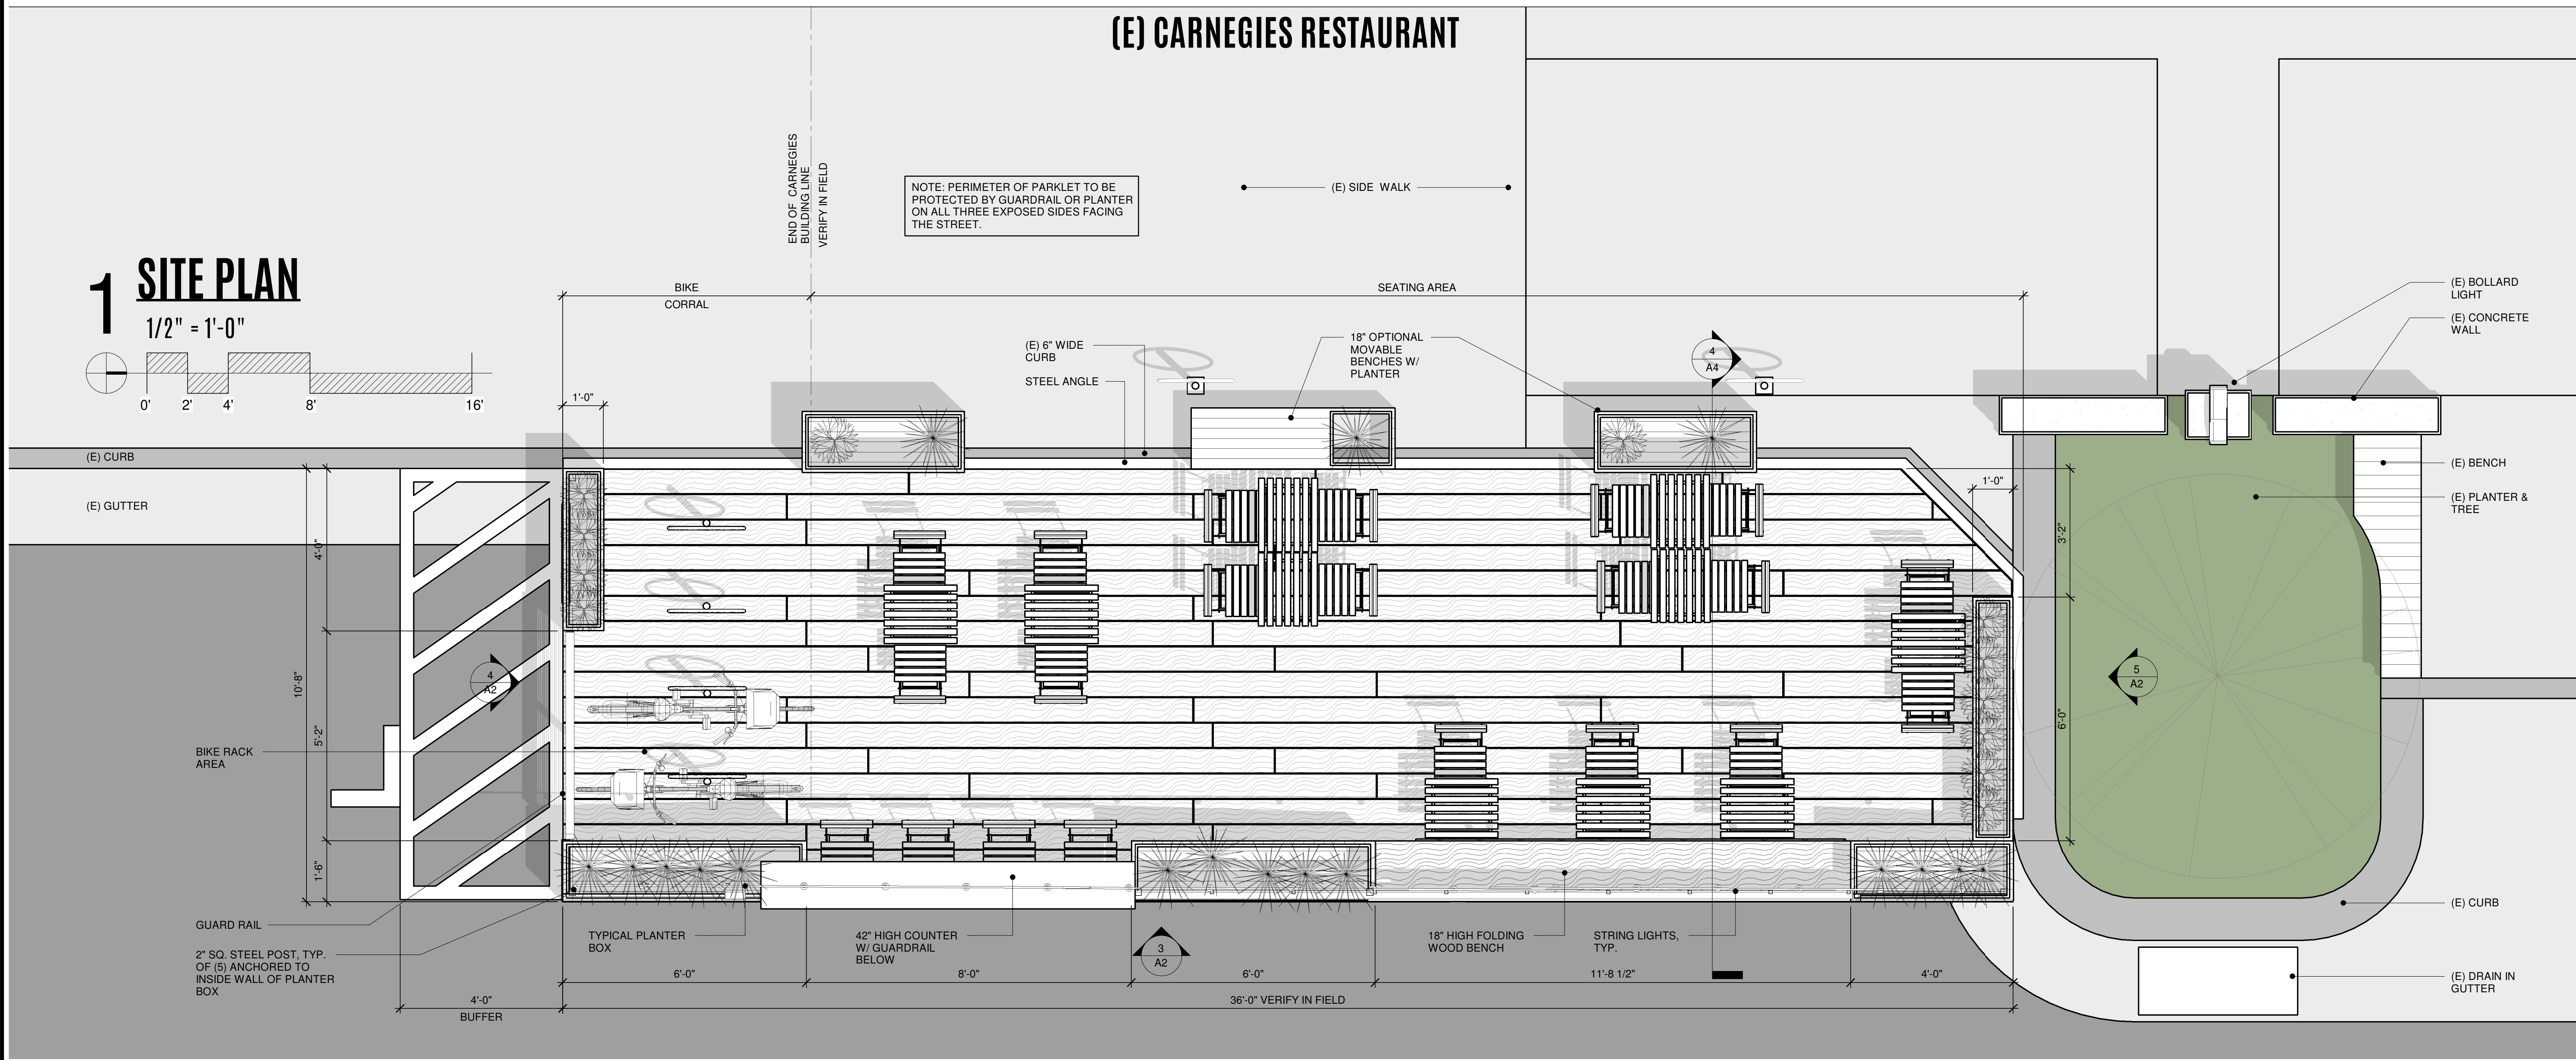 (E) CARNEGIES RESTAURANT
END OF CARNEGIES
BUILDING LINE
VERIFY IN FIELD
NOTE: PERIMETER OF PARKLET TO BE
PROTECTED BY GUARDRAIL OR PLANTER
ON ALL THREE EXPOSED SIDES FACING
THE STREET.
(E) SIDE WALK
1
SITE PLAN
1/2" = 1'-0"
0' 2' 4' 8' 16'
BIKE
CORRAL
SEATING AREA
(E) BOLLARD
LIGHT
(E) CONCRETE
WALL
(E) 6" WIDE
CURB
STEEL ANGLE
18" OPTIONAL
MOVABLE
BENCHES W/
PLANTER
4
A4
1'-0"
(E) CURB
(E) GUTTER
(E) BENCH
1'-0"
(E) PLANTER &
TREE
4'-0"
3'-2"
10'-8"
4
A2
5
A2
5'-2"
6'-0"
BIKE RACK
AREA
1'-6"
GUARD RAIL
2" SQ. STEEL POST, TYP.
OF (5) ANCHORED TO
INSIDE WALL OF PLANTER
BOX
TYPICAL PLANTER
BOX
42" HIGH COUNTER
W/ GUARDRAIL
BELOW
3
A2
18" HIGH FOLDING
WOOD BENCH
STRING LIGHTS,
TYP.
(E) CURB
(E) DRAIN IN
GUTTER
6'-0"
8'-0"
6'-0"
11'-8 1/2"
4'-0"
4'-0"
BUFFER
36'-0" VERIFY IN FIELD